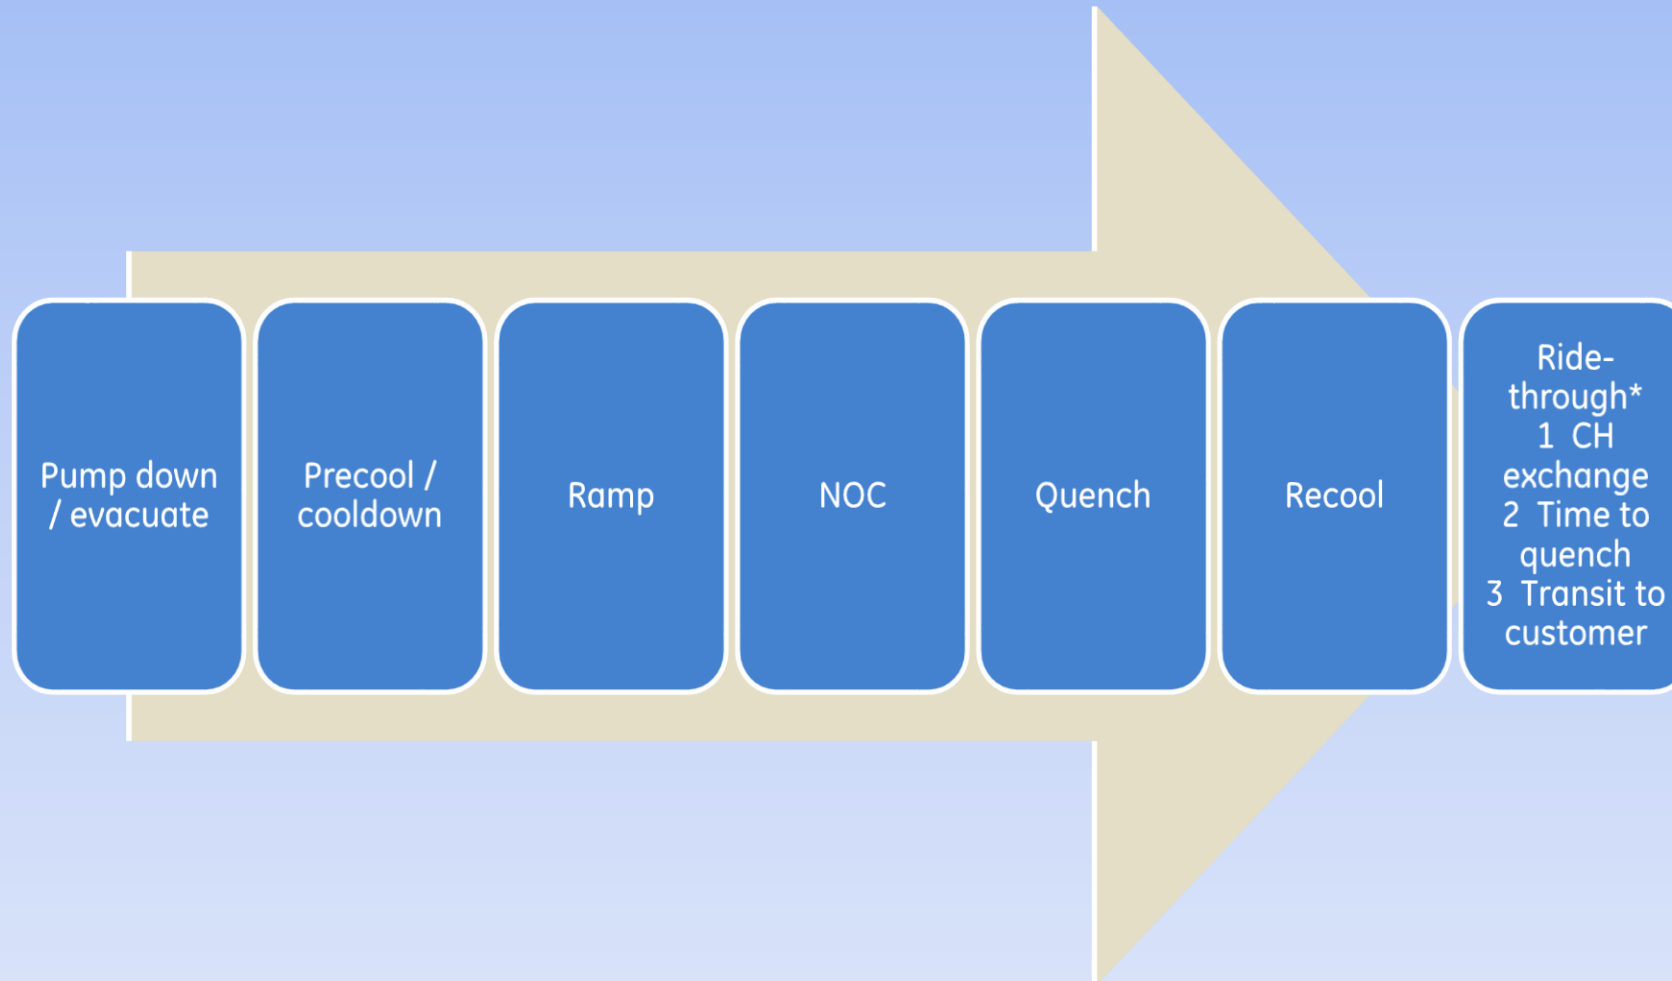 Pump down
/ evacuate
Precool /
cooldown
Ramp
NOC
Quench
Recool
Ride-
through*
1 CH
exchange
2 Time to
quench
3 Transit to
customer